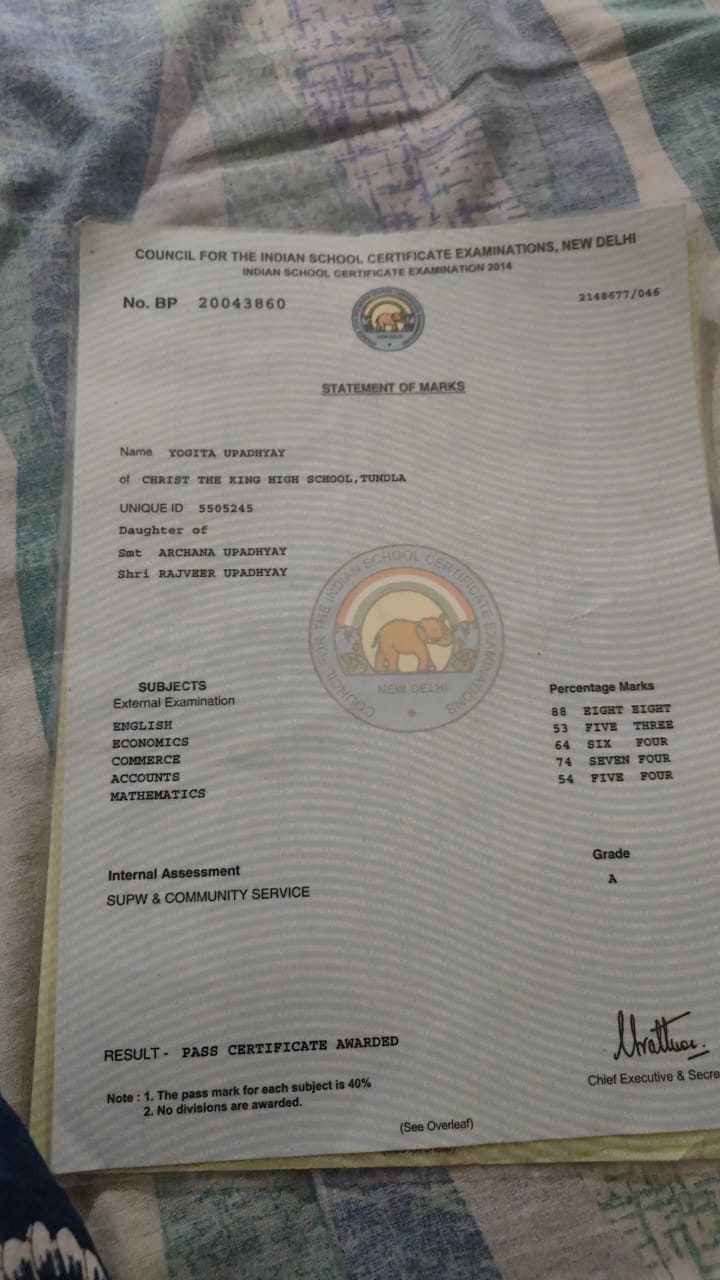 COUNCIL FOR THE INDIAN SCHOOL CERTIFICATE EXAMINATIONS, NEW DELHI
INDIAN SCHOOL CERTIFICATE EXAMINATION 2014
No. BP 20043860
2148677/046
STATEMENT OF MARKS
Name YOGITA UPADHYAY
of CHRIST THE KING HIGH SCHOOL,TUNDLA
UNIQUE ID 5505245
Daughter of
Smt ARCHANA UPADHYAY
Shri RAJVEER UPADHYAY
COUNCIL FOR THE INDIAN SCHOOL CERTIFICATE EXAMINATIONS
NEW DELHI
SUBJECTS Percentage Marks
External Examination
ENGLISH 88 EIGHT EIGHT
ECONOMICS 53 FIVE THREE
COMMERCE 64 SIX FOUR
ACCOUNTS 74 SEVEN FOUR
MATHEMATICS 54 FIVE FOUR
Internal Assessment Grade
SUPW & COMMUNITY SERVICE A
RESULT - PASS CERTIFICATE AWARDED
Chief Executive & Secre
Note : 1. The pass mark for each subject is 40%
2. No divisions are awarded.
(See Overleaf)